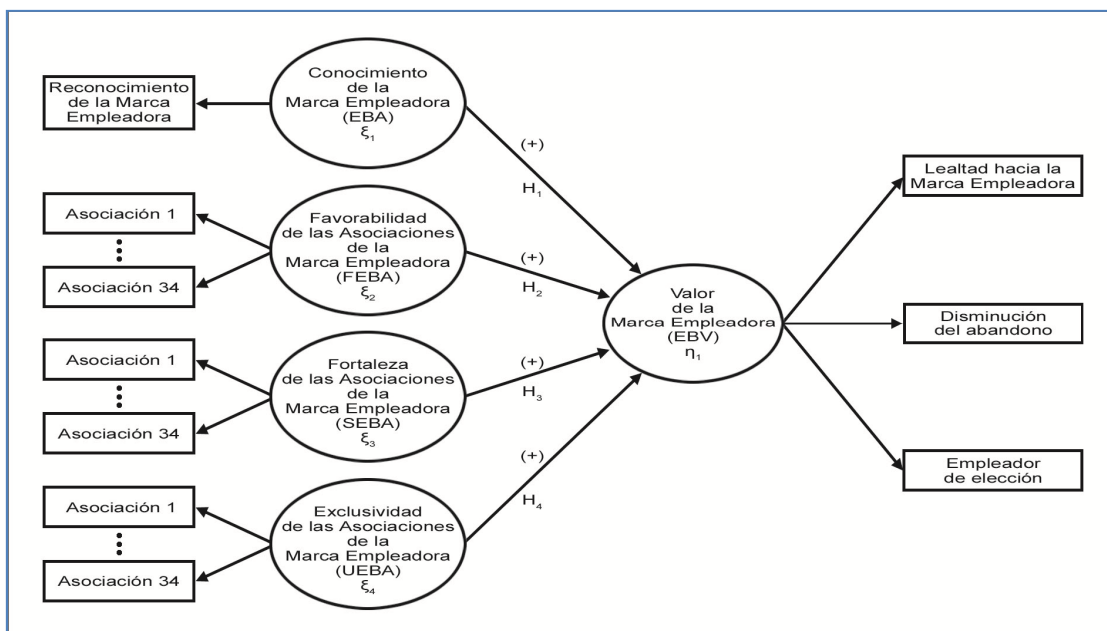 Reconocimiento
de la Marca
Empleadora
Conocimiento
de la
Marca Empleadora
(EBA)
ξ1
(+)
H1
Asociación 1
Asociación 34
Favorabilidad
de las Asociaciones
de la
Marca Empleadora
(FEBA)
ξ2
(+)
H2
Asociación 1
Asociación 34
Fortaleza
de las Asociaciones
de la
Marca Empleadora
(SEBA)
ξ3
(+)
H3
Asociación 1
Asociación 34
Exclusividad
de las Asociaciones
de la
Marca Empleadora
(UEBA)
ξ4
(+)
H4
Valor
de la
Marca Empleadora
(EBV)
η1
Lealtad hacia la
Marca Empleadora
Disminución
del abandono
Empleador
de elección